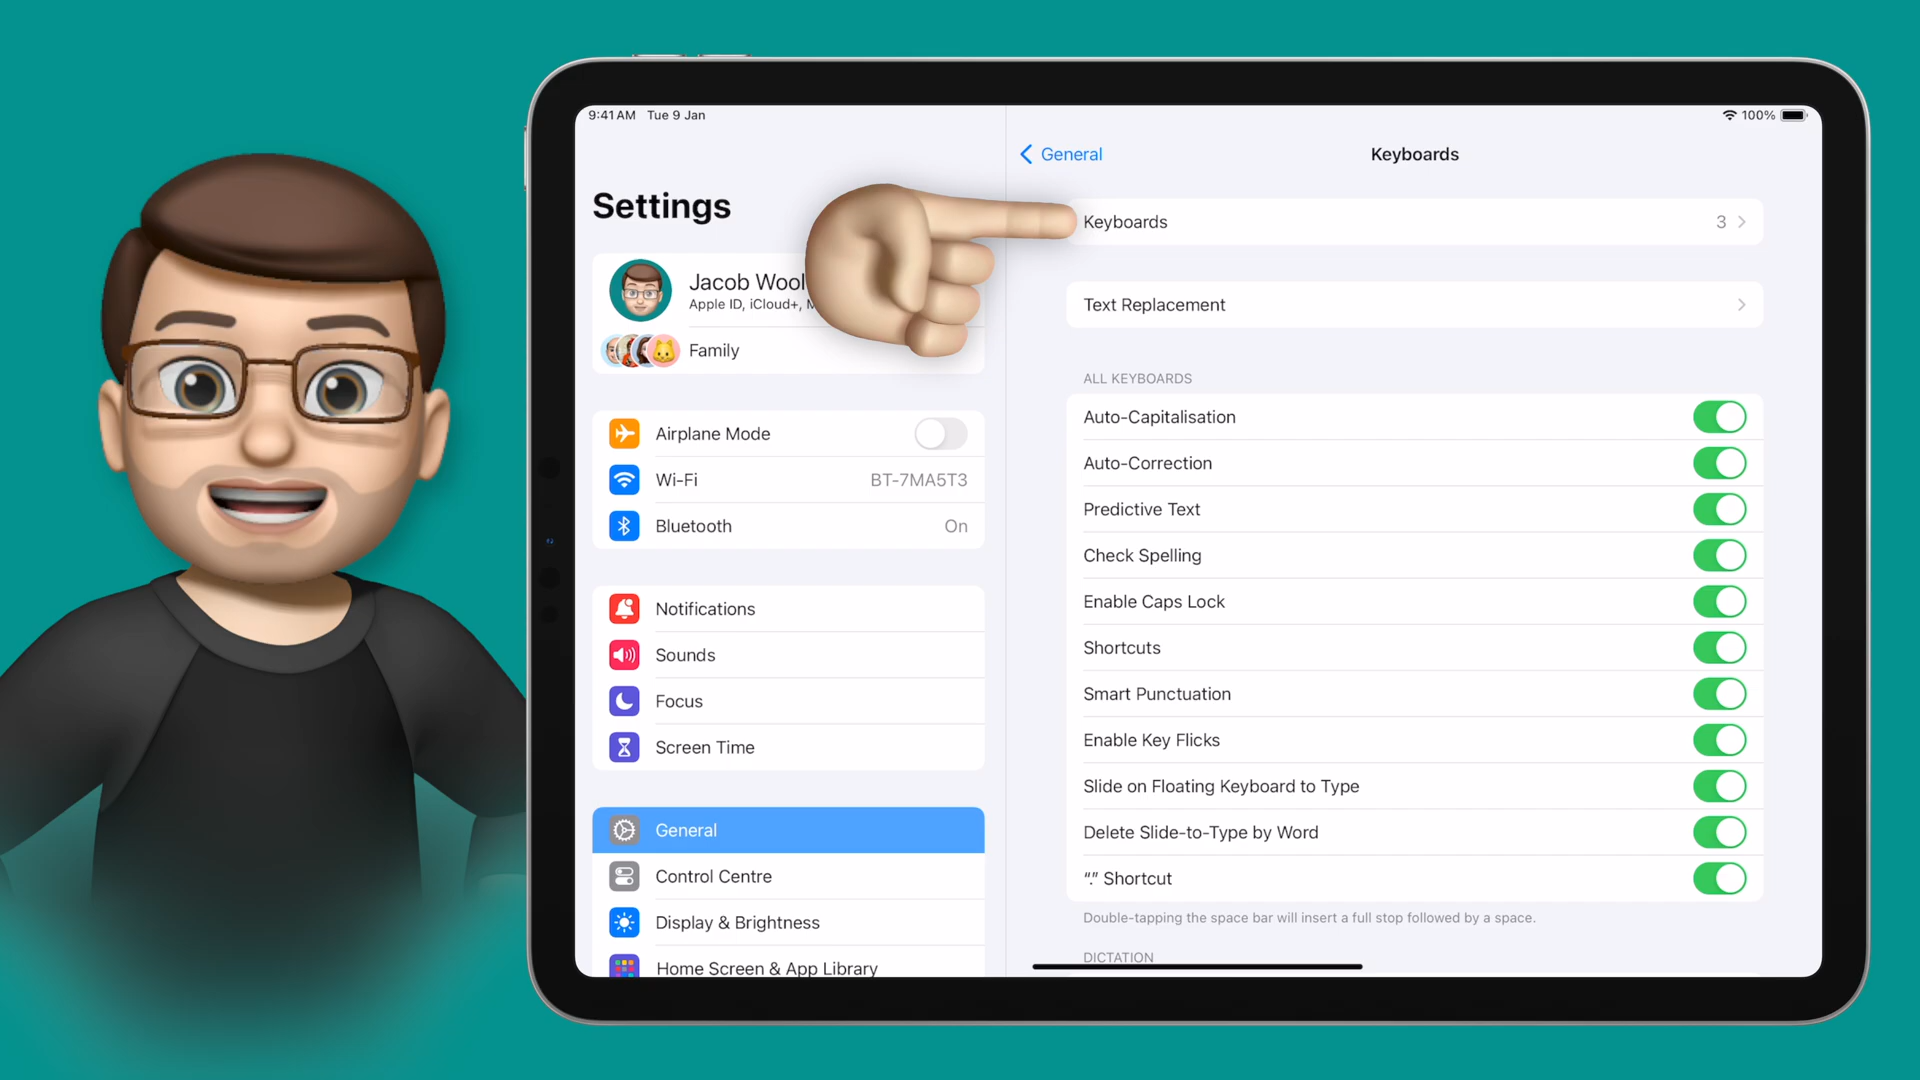 9:41 AM Tue 9 Jan
100%
Settings
Jacob Wool
Apple ID, iCloud+,
Family
Airplane Mode
Wi-Fi BT-7MA5T3
Bluetooth On
Notifications
Sounds
Focus
Screen Time
General
Control Centre
Display & Brightness
Home Screen & App Library
General
Keyboards
Keyboards 3
Text Replacement
ALL KEYBOARDS
Auto-Capitalisation
Auto-Correction
Predictive Text
Check Spelling
Enable Caps Lock
Shortcuts
Smart Punctuation
Enable Key Flicks
Slide on Floating Keyboard to Type
Delete Slide-to-Type by Word
“.” Shortcut
Double-tapping the space bar will insert a full stop followed by a space.
DICTATION